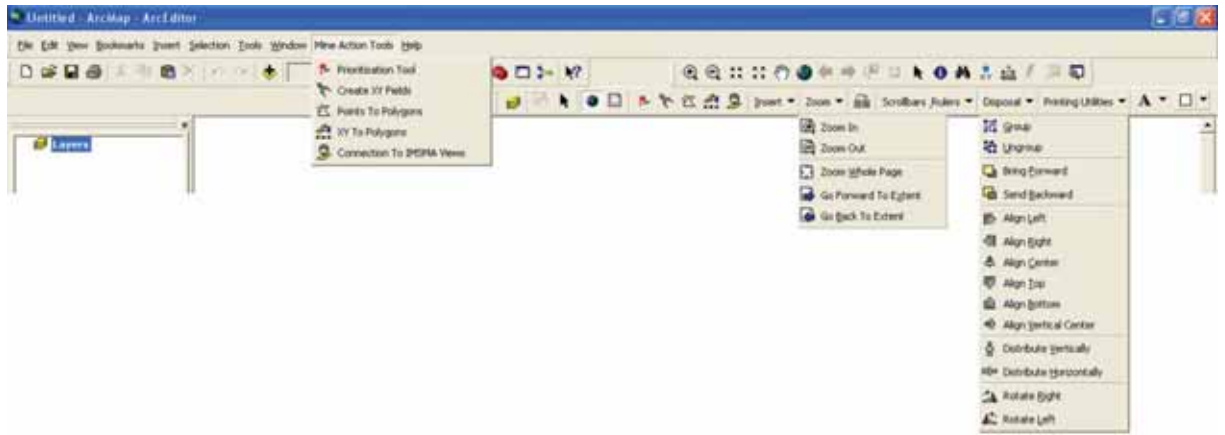 Untitled - ArcMap - ArcEditor
File Edit View Bookmarks Insert Selection Tools Window Mine Action Tools Help
Prioritisation Tool
Create XY Fields
Points To Polygons
XY To Polygons
Connection To IMSMA Views
Insert Zoom Scrollbars Rulers Disposal Printing Utilities A
Layers
Zoom In
Zoom Out
Zoom Whole Page
Go Forward To Extent
Go Back To Extent
Group
Ungroup
Bring Forward
Send Backward
Align Left
Align Right
Align Center
Align Top
Align Bottom
Align Vertical Center
Distribute Vertically
Distribute Horizontally
Rotate Right
Rotate Left